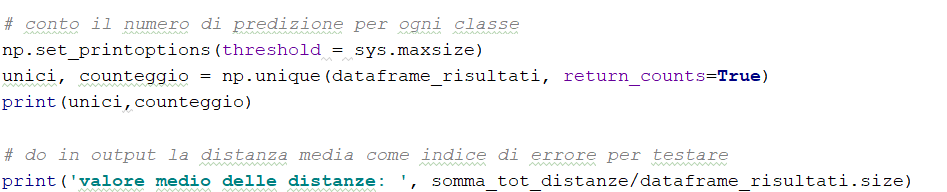 # conto il numero di predizione per ogni classe
np.set_printoptions(threshold = sys.maxsize)
unici, counteggio = np.unique(dataframe_risultati, return_counts=True)
print(unici,counteggio)
# do in output la distanza media come indice di errore per testare
print('valore medio delle distanze: ', somma_tot_distanze/dataframe_risultati.size)